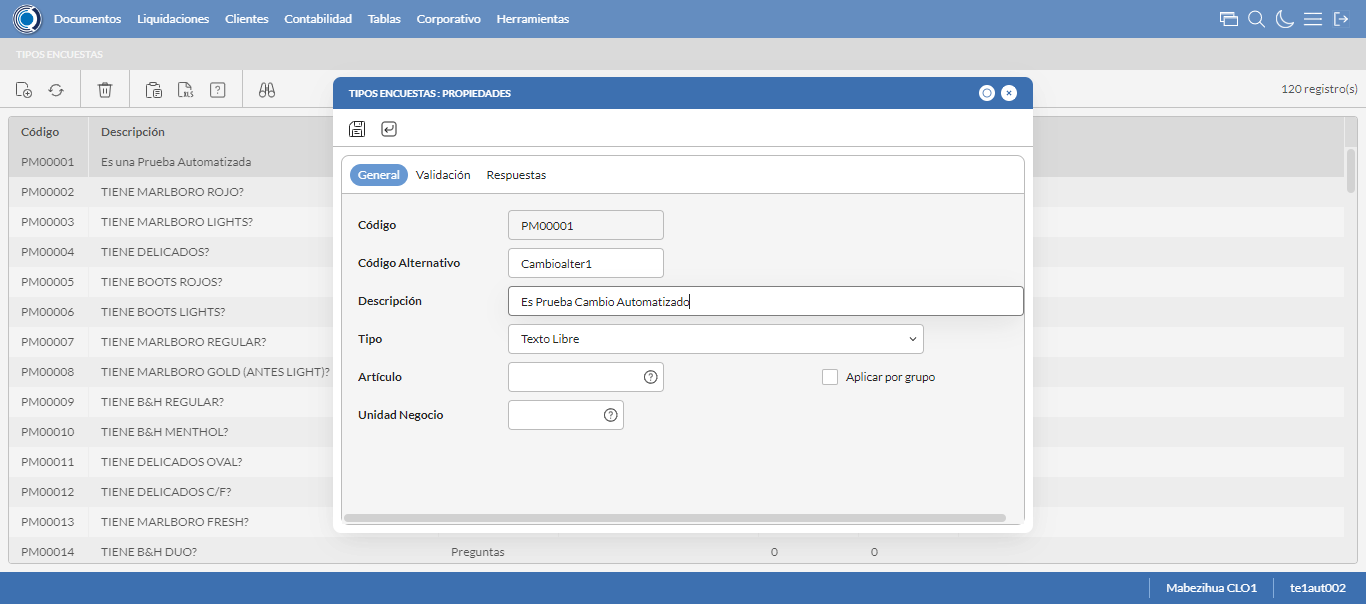 Documentos Liquidaciones Clientes Contabilidad Tablas Corporativo Herramientas
TIPOS ENCUESTAS
XLS ?
120 registro(s)
TIPOS ENCUESTAS : PROPIEDADES
General Validación Respuestas
Código PM00001
Código Alternativo Cambioalter1
Descripción Es Prueba Cambio Automatizado
Tipo Texto Libre
Artículo ? Aplicar por grupo
Unidad Negocio ?
Código Descripción
PM00001 Es una Prueba Automatizada
PM00002 TIENE MARLBORO ROJO?
PM00003 TIENE MARLBORO LIGHTS?
PM00004 TIENE DELICADOS?
PM00005 TIENE BOOTS ROJOS?
PM00006 TIENE BOOTS LIGHTS?
PM00007 TIENE MARLBORO REGULAR?
PM00008 TIENE MARLBORO GOLD (ANTES LIGHT)?
PM00009 TIENE B&H REGULAR?
PM00010 TIENE B&H MENTHOL?
PM00011 TIENE DELICADOS OVAL?
PM00012 TIENE DELICADOS C/F?
PM00013 TIENE MARLBORO FRESH?
PM00014 TIENE B&H DUO? Preguntas 0 0
Mabezihua CLO1 te1aut002